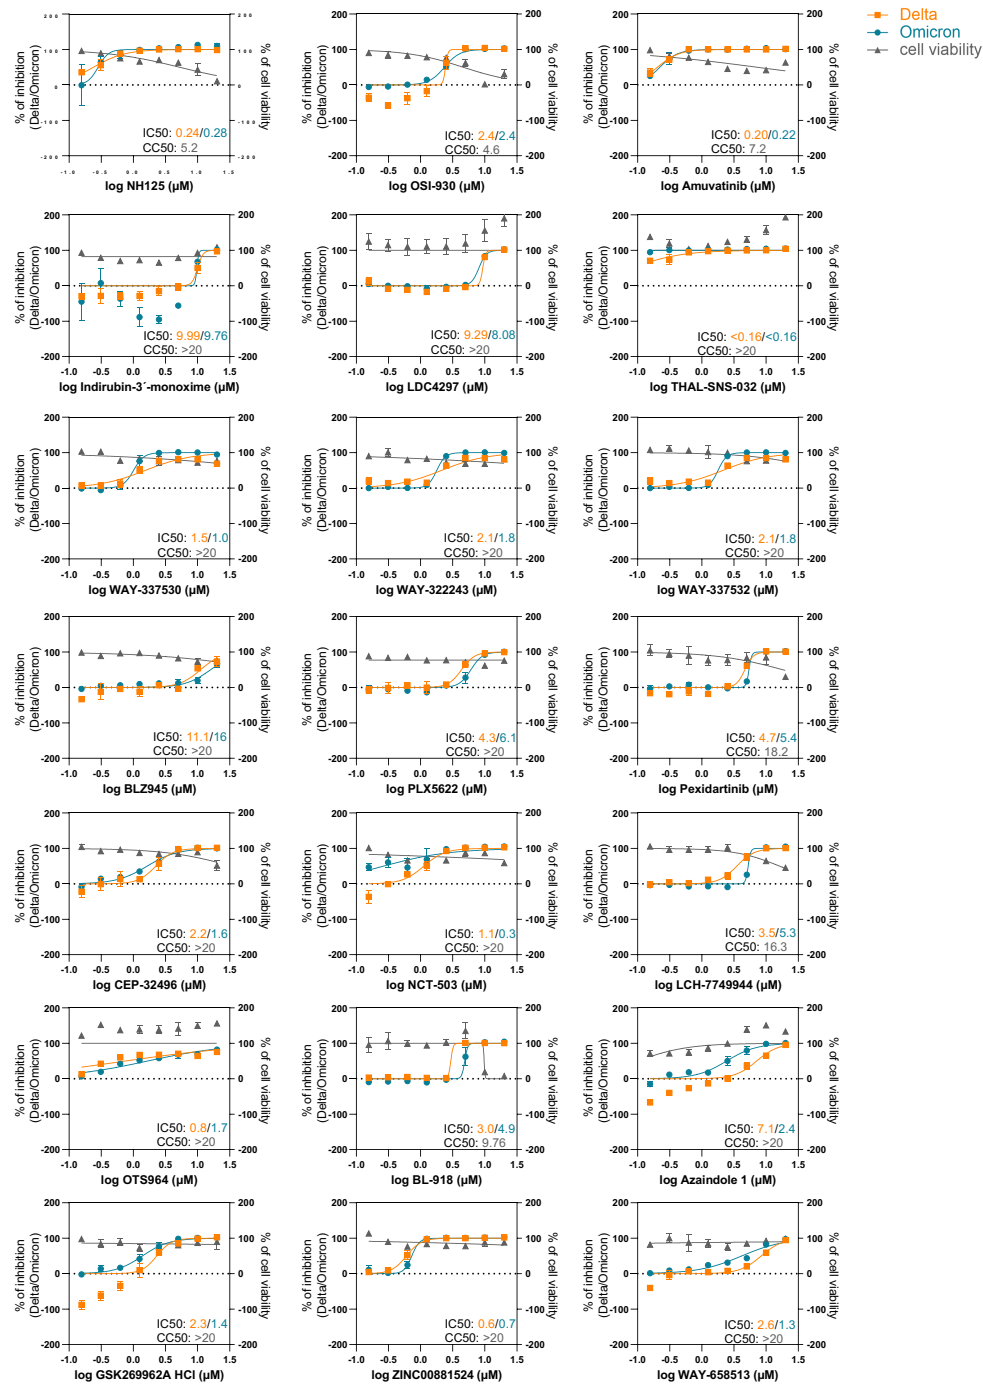 Delta
Omicron
cell viability
% of inhibition
(Delta/Omicron)
% of cell viability
IC50: 0.24/0.28
CC50: 5.2
log NH125 (µM)
IC50: 2.4/2.4
CC50: 4.6
log OSI-930 (µM)
IC50: 0.20/0.22
CC50: 7.2
log Amuvatinib (µM)
IC50: 9.99/9.76
CC50: >20
log Indirubin-3´-monoxime (µM)
IC50: 9.29/8.08
CC50: >20
log LDC4297 (µM)
IC50: <0.16/<0.16
CC50: >20
log THAL-SNS-032 (µM)
IC50: 1.5/1.0
CC50: >20
log WAY-337530 (µM)
IC50: 2.1/1.8
CC50: >20
log WAY-322243 (µM)
IC50: 2.1/1.8
CC50: >20
log WAY-337532 (µM)
IC50: 11.1/16
CC50: >20
log BLZ945 (µM)
IC50: 4.3/6.1
CC50: >20
log PLX5622 (µM)
IC50: 4.7/5.4
CC50: 18.2
log Pexidartinib (µM)
IC50: 2.2/1.6
CC50: >20
log CEP-32496 (µM)
IC50: 1.1/0.3
CC50: >20
log NCT-503 (µM)
IC50: 3.5/5.3
CC50: 16.3
log LCH-7749944 (µM)
IC50: 0.8/1.7
CC50: >20
log OTS964 (µM)
IC50: 3.0/4.9
CC50: 9.76
log BL-918 (µM)
IC50: 7.1/2.4
CC50: >20
log Azaindole 1 (µM)
IC50: 2.3/1.4
CC50: >20
log GSK269962A HCl (µM)
IC50: 0.6/0.7
CC50: >20
log ZINC00881524 (µM)
IC50: 2.6/1.3
CC50: >20
log WAY-658513 (µM)